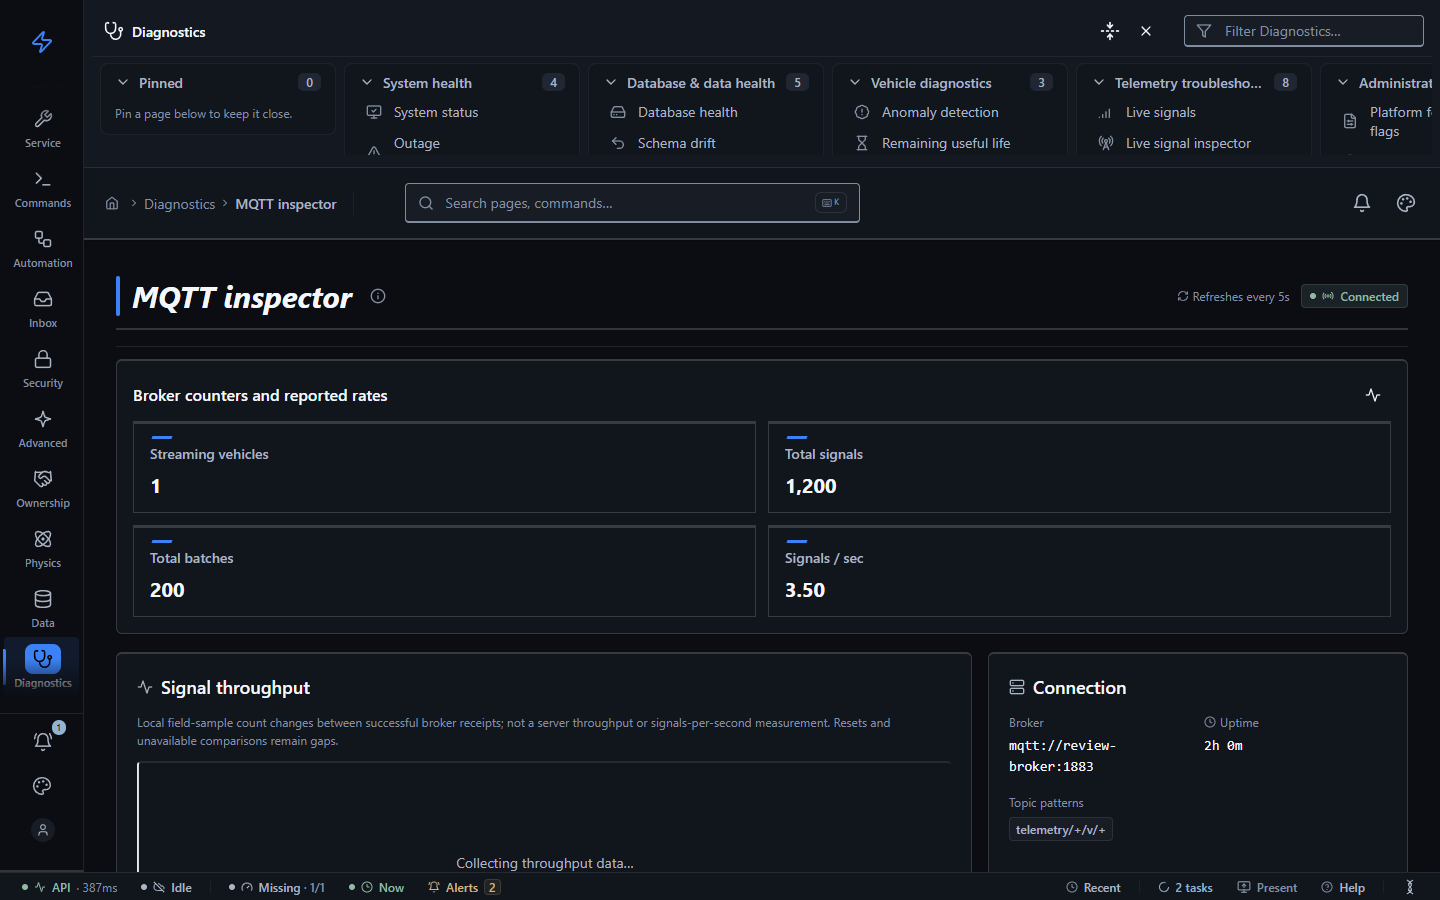 Diagnostics
Filter Diagnostics...
Pinned 0
Pin a page below to keep it close.
System health 4
System status
Outage
Database & data health 5
Database health
Schema drift
Vehicle diagnostics 3
Anomaly detection
Remaining useful life
Telemetry troublesho... 8
Live signals
Live signal inspector
Administrat
Platform f
flags
Service
Commands
Automation
Inbox
Security
Advanced
Ownership
Physics
Data
Diagnostics
1
Diagnostics
MQTT inspector
Search pages, commands...
K
MQTT inspector
Refreshes every 5s
Connected
Broker counters and reported rates
Streaming vehicles
1
Total signals
1,200
Total batches
200
Signals / sec
3.50
Signal throughput
Local field-sample count changes between successful broker receipts; not a server throughput or signals-per-second measurement. Resets and
unavailable comparisons remain gaps.
Collecting throughput data...
Connection
Broker
mqtt://review-
broker:1883
Uptime
2h 0m
Topic patterns
telemetry/+/v/+
API · 387ms
Idle
Missing · 1/1
Now
Alerts 2
Recent
2 tasks
Present
Help